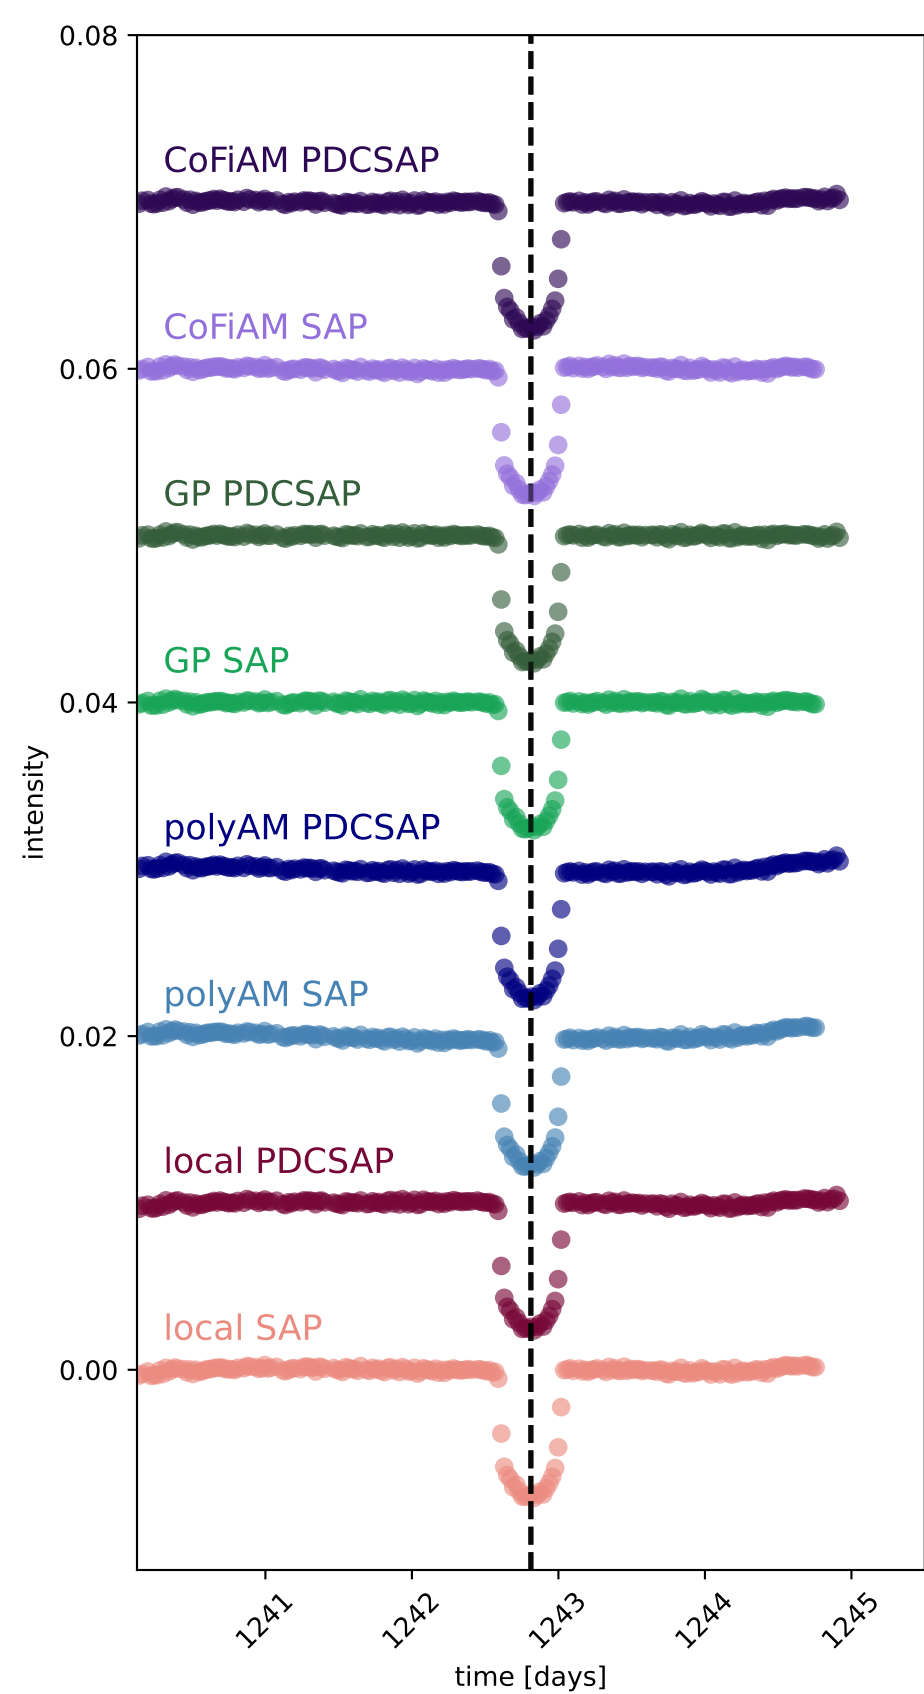 0.08
CoFiAM PDCSAP
CoFiAM SAP
0.06
GP PDCSAP
GP SAP
0.04
intensity
polyAM PDCSAP
polyAM SAP
0.02
local PDCSAP
local SAP
0.00
1241 1242 1243 1244 1245
time [days]